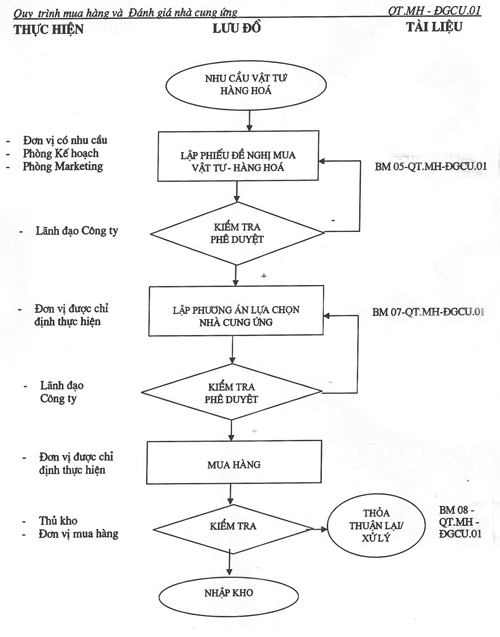 Quy trình mua hàng và Đánh giá nhà cung ứng QT.MH - ĐGCU.01
THỰC HIỆN LƯU ĐỒ TÀI LIỆU
NHU CẦU VẬT TƯ/
HÀNG HOÁ
- Đơn vị có nhu cầu
- Phòng Kế hoạch
- Phòng Marketing
LẬP PHIẾU ĐỀ NGHỊ MUA
VẬT TƯ - HÀNG HOÁ
BM 05-QT.MH-ĐGCU.01
- Lãnh đạo Công ty
KIỂM TRA
PHÊ DUYỆT
-
+
- Đơn vị được chỉ
định thực hiện
LẬP PHƯƠNG ÁN LỰA CHỌN
NHÀ CUNG ỨNG
BM 07-QT.MH-ĐGCU.01
- Lãnh đạo
Công ty
KIỂM TRA
PHÊ DUYỆT
+
- Đơn vị được chỉ
định thực hiện
MUA HÀNG
- Thủ kho
- Đơn vị mua hàng
KIỂM TRA
THỎA
THUẬN LẠI/
XỬ LÝ
BM 08 -
QT.MH -
ĐGCU.01
NHẬP KHO